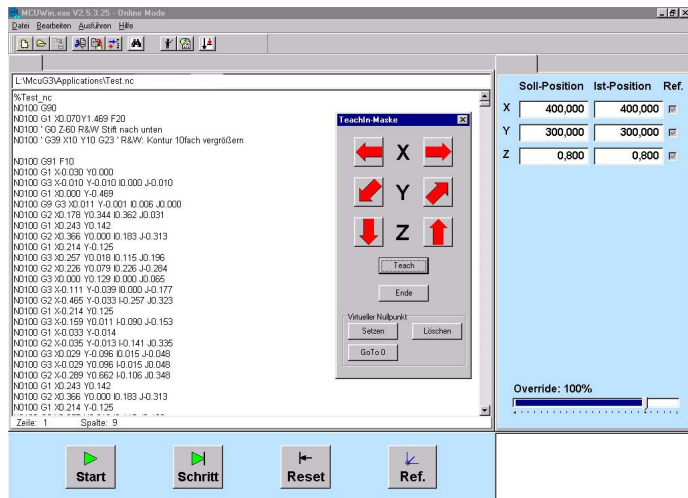 MCUWin.exe V2.5.3.25 - Online Mode
Datei Bearbeiten Ausführen Hilfe
L:\McuG3\Applications\Test.nc
%Test_nc
N0100 G90
N0100 G1 X0.070Y1.469 F20
N0100 ' G0 Z-60 R&W Stift nach unten
N0100 ' G39 X10 Y10 G23 ' R&W: Kontur 10fach vergrößern
N0100 G91 F10
N0100 G1 X-0.030 Y0.000
N0100 G3 X-0.010 Y-0.010 I0.000 J-0.010
N0100 G1 X0.000 Y-0.469
N0100 G9 G3 X0.011 Y-0.001 I0.006 J0.000
N0100 G2 X0.178 Y0.344 I0.362 J0.031
N0100 G1 X0.243 Y0.142
N0100 G2 X0.366 Y0.000 I0.183 J-0.313
N0100 G1 X0.214 Y-0.125
N0100 G3 X0.257 Y0.018 I0.115 J0.196
N0100 G2 X0.226 Y0.079 I0.226 J-0.284
N0100 G3 X0.000 Y0.129 I0.000 J0.065
N0100 G3 X-0.111 Y-0.039 I0.000 J-0.177
N0100 G2 X-0.465 Y-0.033 I-0.257 J0.323
N0100 G1 X-0.214 Y0.125
N0100 G3 X-0.159 Y0.011 I-0.090 J-0.153
N0100 G1 X-0.033 Y-0.014
N0100 G2 X-0.035 Y-0.013 I-0.141 J0.335
N0100 G3 X0.029 Y-0.096 I0.015 J-0.048
N0100 G3 X-0.029 Y0.096 I-0.015 J0.048
N0100 G2 X-0.289 Y0.662 I-0.106 J0.348
N0100 G1 X0.243 Y0.142
N0100 G2 X0.366 Y0.000 I0.183 J-0.313
N0100 G1 X0.214 Y-0.125
Zeile: 1 Spalte: 9
TeachIn-Maske
X
Y
Z
Teach
Ende
Virtueller Nullpunkt
Setzen Löschen
GoTo 0
Soll-Position Ist-Position Ref.
X 400,000 400,000
Y 300,000 300,000
Z 0,800 0,800
Override: 100%
Start Schritt Reset Ref.